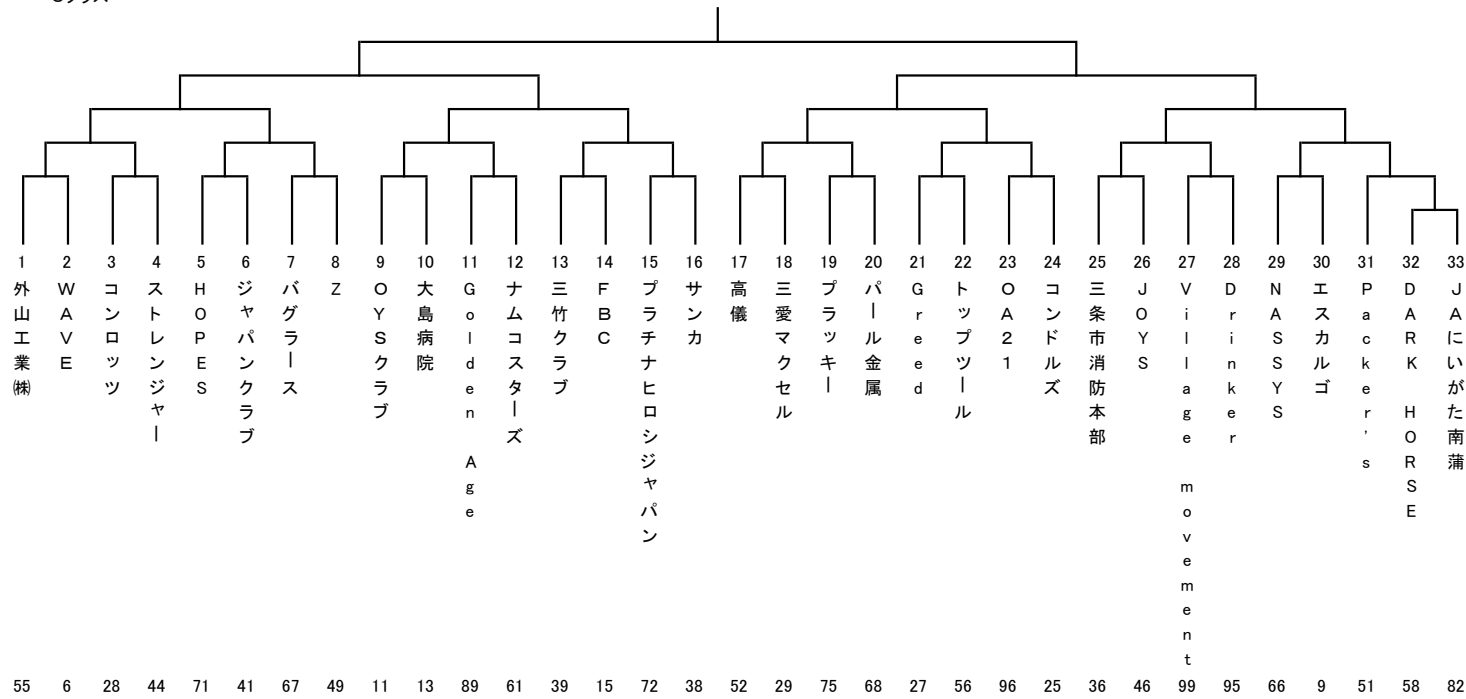 1 2 3 4 5 6 7 8 9 10 11 12 13 14 15 16 17 18 19 20 21 22 23 24 25 26 27 28 29 30 31 32 33
外山工業㈱
WAVE
コンロッツ
ストレンジャー
HOPES
ジャパンクラブ
バグラース
Z
OYSクラブ
大島病院
Golden Age
ナムコスターズ
三竹クラブ
FBC
プラチナヒロシジャパン
サンカ
高儀
三愛マクセル
プラッキー
パール金属
Greed
トップツール
OA21
コンドルズ
三条市消防本部
JOYS
Village movement
Drinker
NASSYS
エスカルゴ
Packer's
DARK HORSE
JAにいがた南蒲
55 6 28 44 71 41 67 49 11 13 89 61 39 15 72 38 52 29 75 68 27 56 96 25 36 46 99 95 66 9 51 58 82